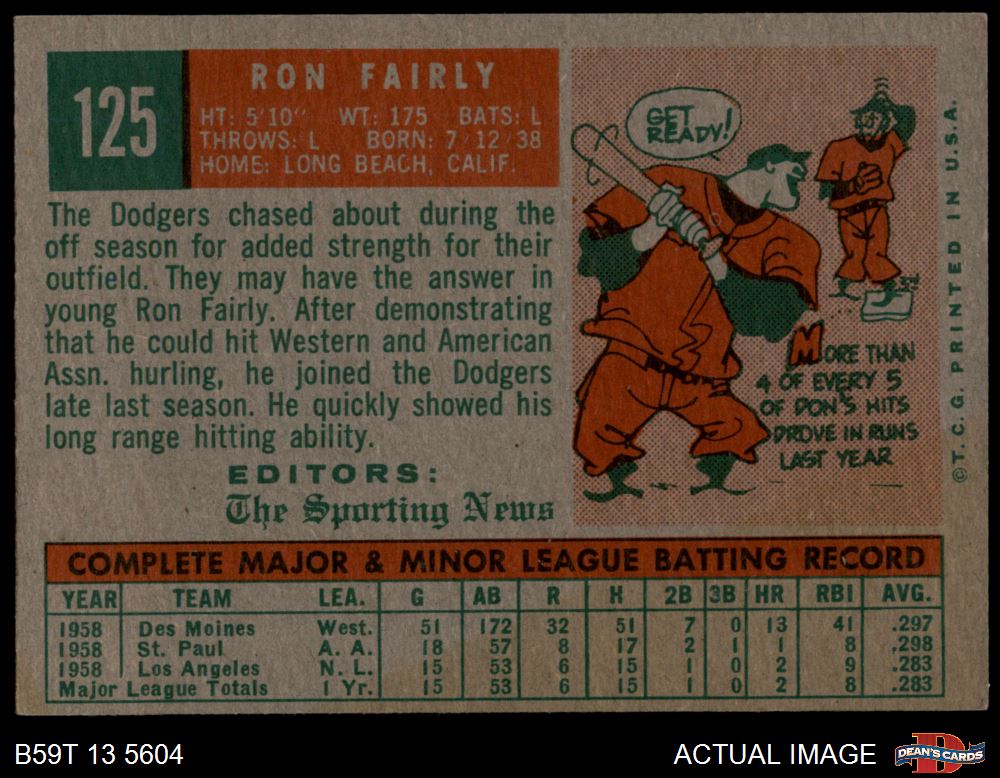 125
RON FAIRLY
HT: 5'10" WT: 175 BATS: L
THROWS: L BORN: 7/12/38
HOME: LONG BEACH, CALIF.
The Dodgers chased about during the
off season for added strength for their
outfield. They may have the answer in
young Ron Fairly. After demonstrating
that he could hit Western and American
Assn. hurling, he joined the Dodgers
late last season. He quickly showed his
long range hitting ability.
EDITORS:
The Sporting News
GET
READY!
MORE THAN
4 OF EVERY 5
OF DON'S HITS
DROVE IN RUNS
LAST YEAR
©T. C. G. PRINTED IN U.S.A.
COMPLETE MAJOR & MINOR LEAGUE BATTING RECORD
YEAR TEAM LEA. G AB R H 2B 3B HR RBI AVG.
1958 Des Moines West. 51 172 32 51 7 0 13 41 .297
1958 St. Paul A. A. 18 57 8 17 2 1 1 8 .298
1958 Los Angeles N. L. 15 53 6 15 1 0 2 9 .283
Major League Totals 1 Yr. 15 53 6 15 1 0 2 8 .283
B59T 13 5604
ACTUAL IMAGE
DEAN'S CARDS